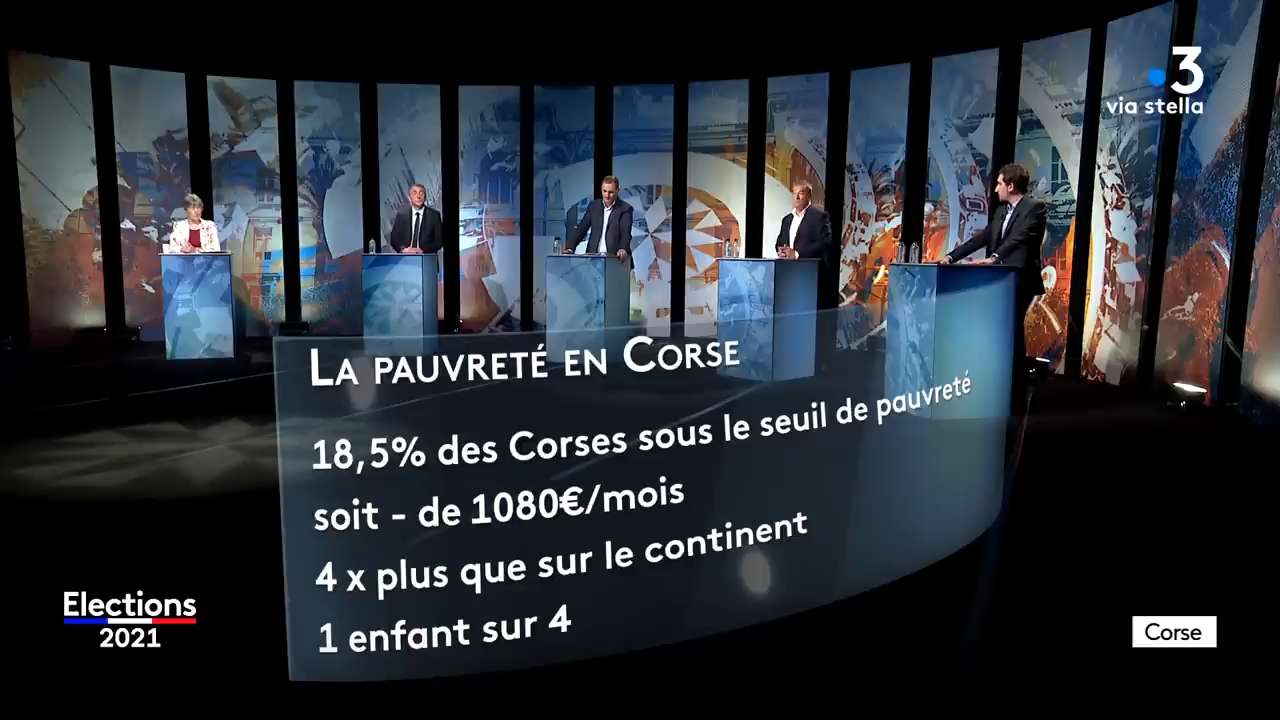 3
via stella
LA PAUVRETÉ EN CORSE
18,5% des Corses sous le seuil de pauvreté
soit - de 1080€/mois
4 x plus que sur le continent
1 enfant sur 4
Elections
2021
Corse